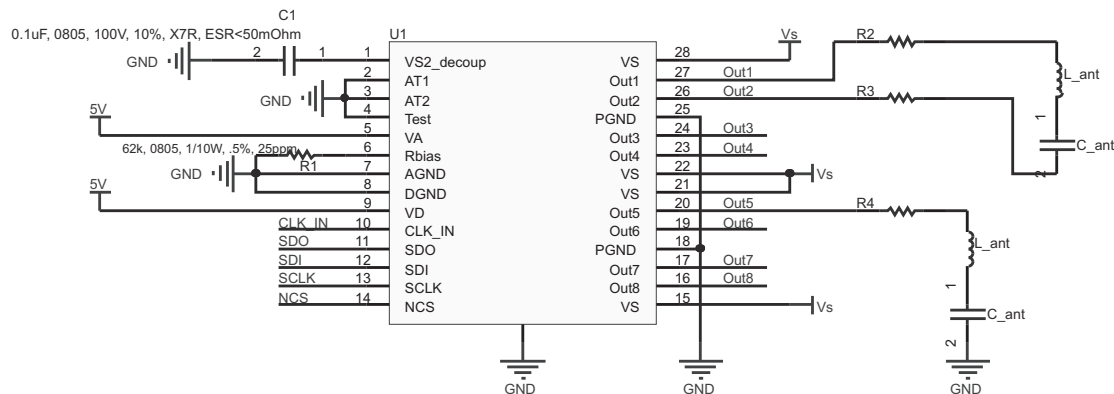 C1
0.1uF, 0805, 100V, 10%, X7R, ESR<50mOhm
GND
2
1
U1
1 VS2_decoup
2 AT1
3 AT2
4 Test
5 VA
6 Rbias
7 AGND
8 DGND
9 VD
10 CLK_IN
11 SDO
12 SDI
13 SCLK
14 NCS
GND
5V
62k, 0805, 1/10W, .5%, 25ppm
R1
GND
5V
CLK_IN
SDO
SDI
SCLK
NCS
VS 28
Out1 27 Out1
Out2 26 Out2
PGND 25
Out3 24 Out3
Out4 23 Out4
VS 22
VS 21
Out5 20
Out6 19 Out6
PGND 18
Out7 17 Out7
Out8 16 Out8
VS 15
Vs
Vs
Vs
R2
R3
L_ant
1
C_ant
2
R4
L_ant
1
C_ant
2
GND
GND
GND